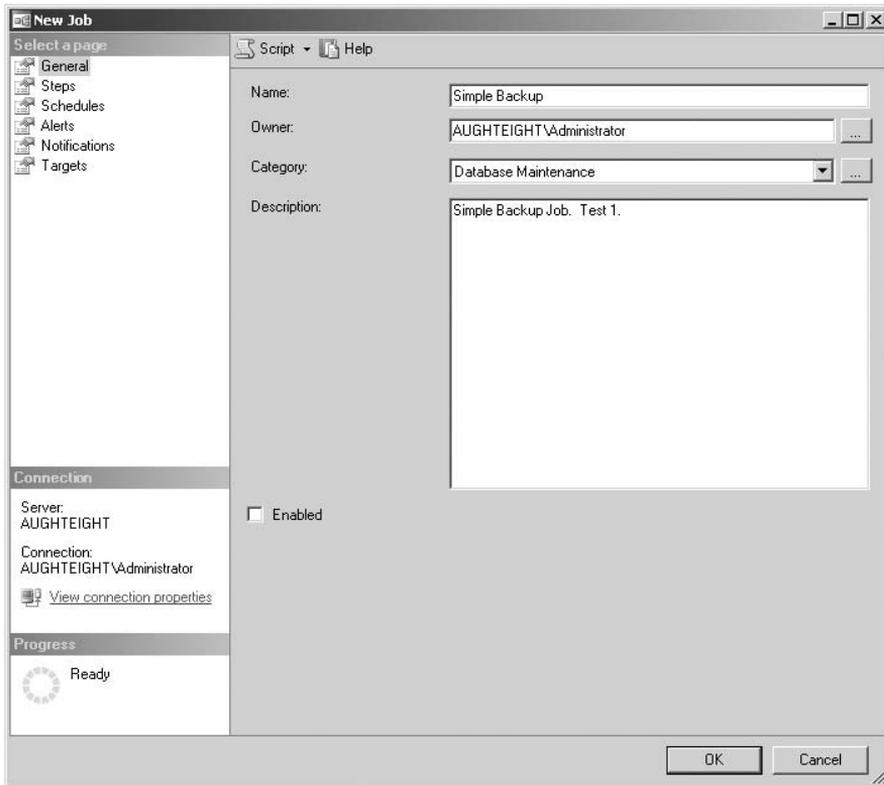 New Job
Select a page
General
Steps
Schedules
Alerts
Notifications
Targets
Script Help
Name: Simple Backup
Owner: AUGHTEIGHT\Administrator ...
Category: Database Maintenance ...
Description: Simple Backup Job. Test 1.
Enabled
Connection
Server:
AUGHTEIGHT
Connection:
AUGHTEIGHT\Administrator
View connection properties
Progress
Ready
OK Cancel